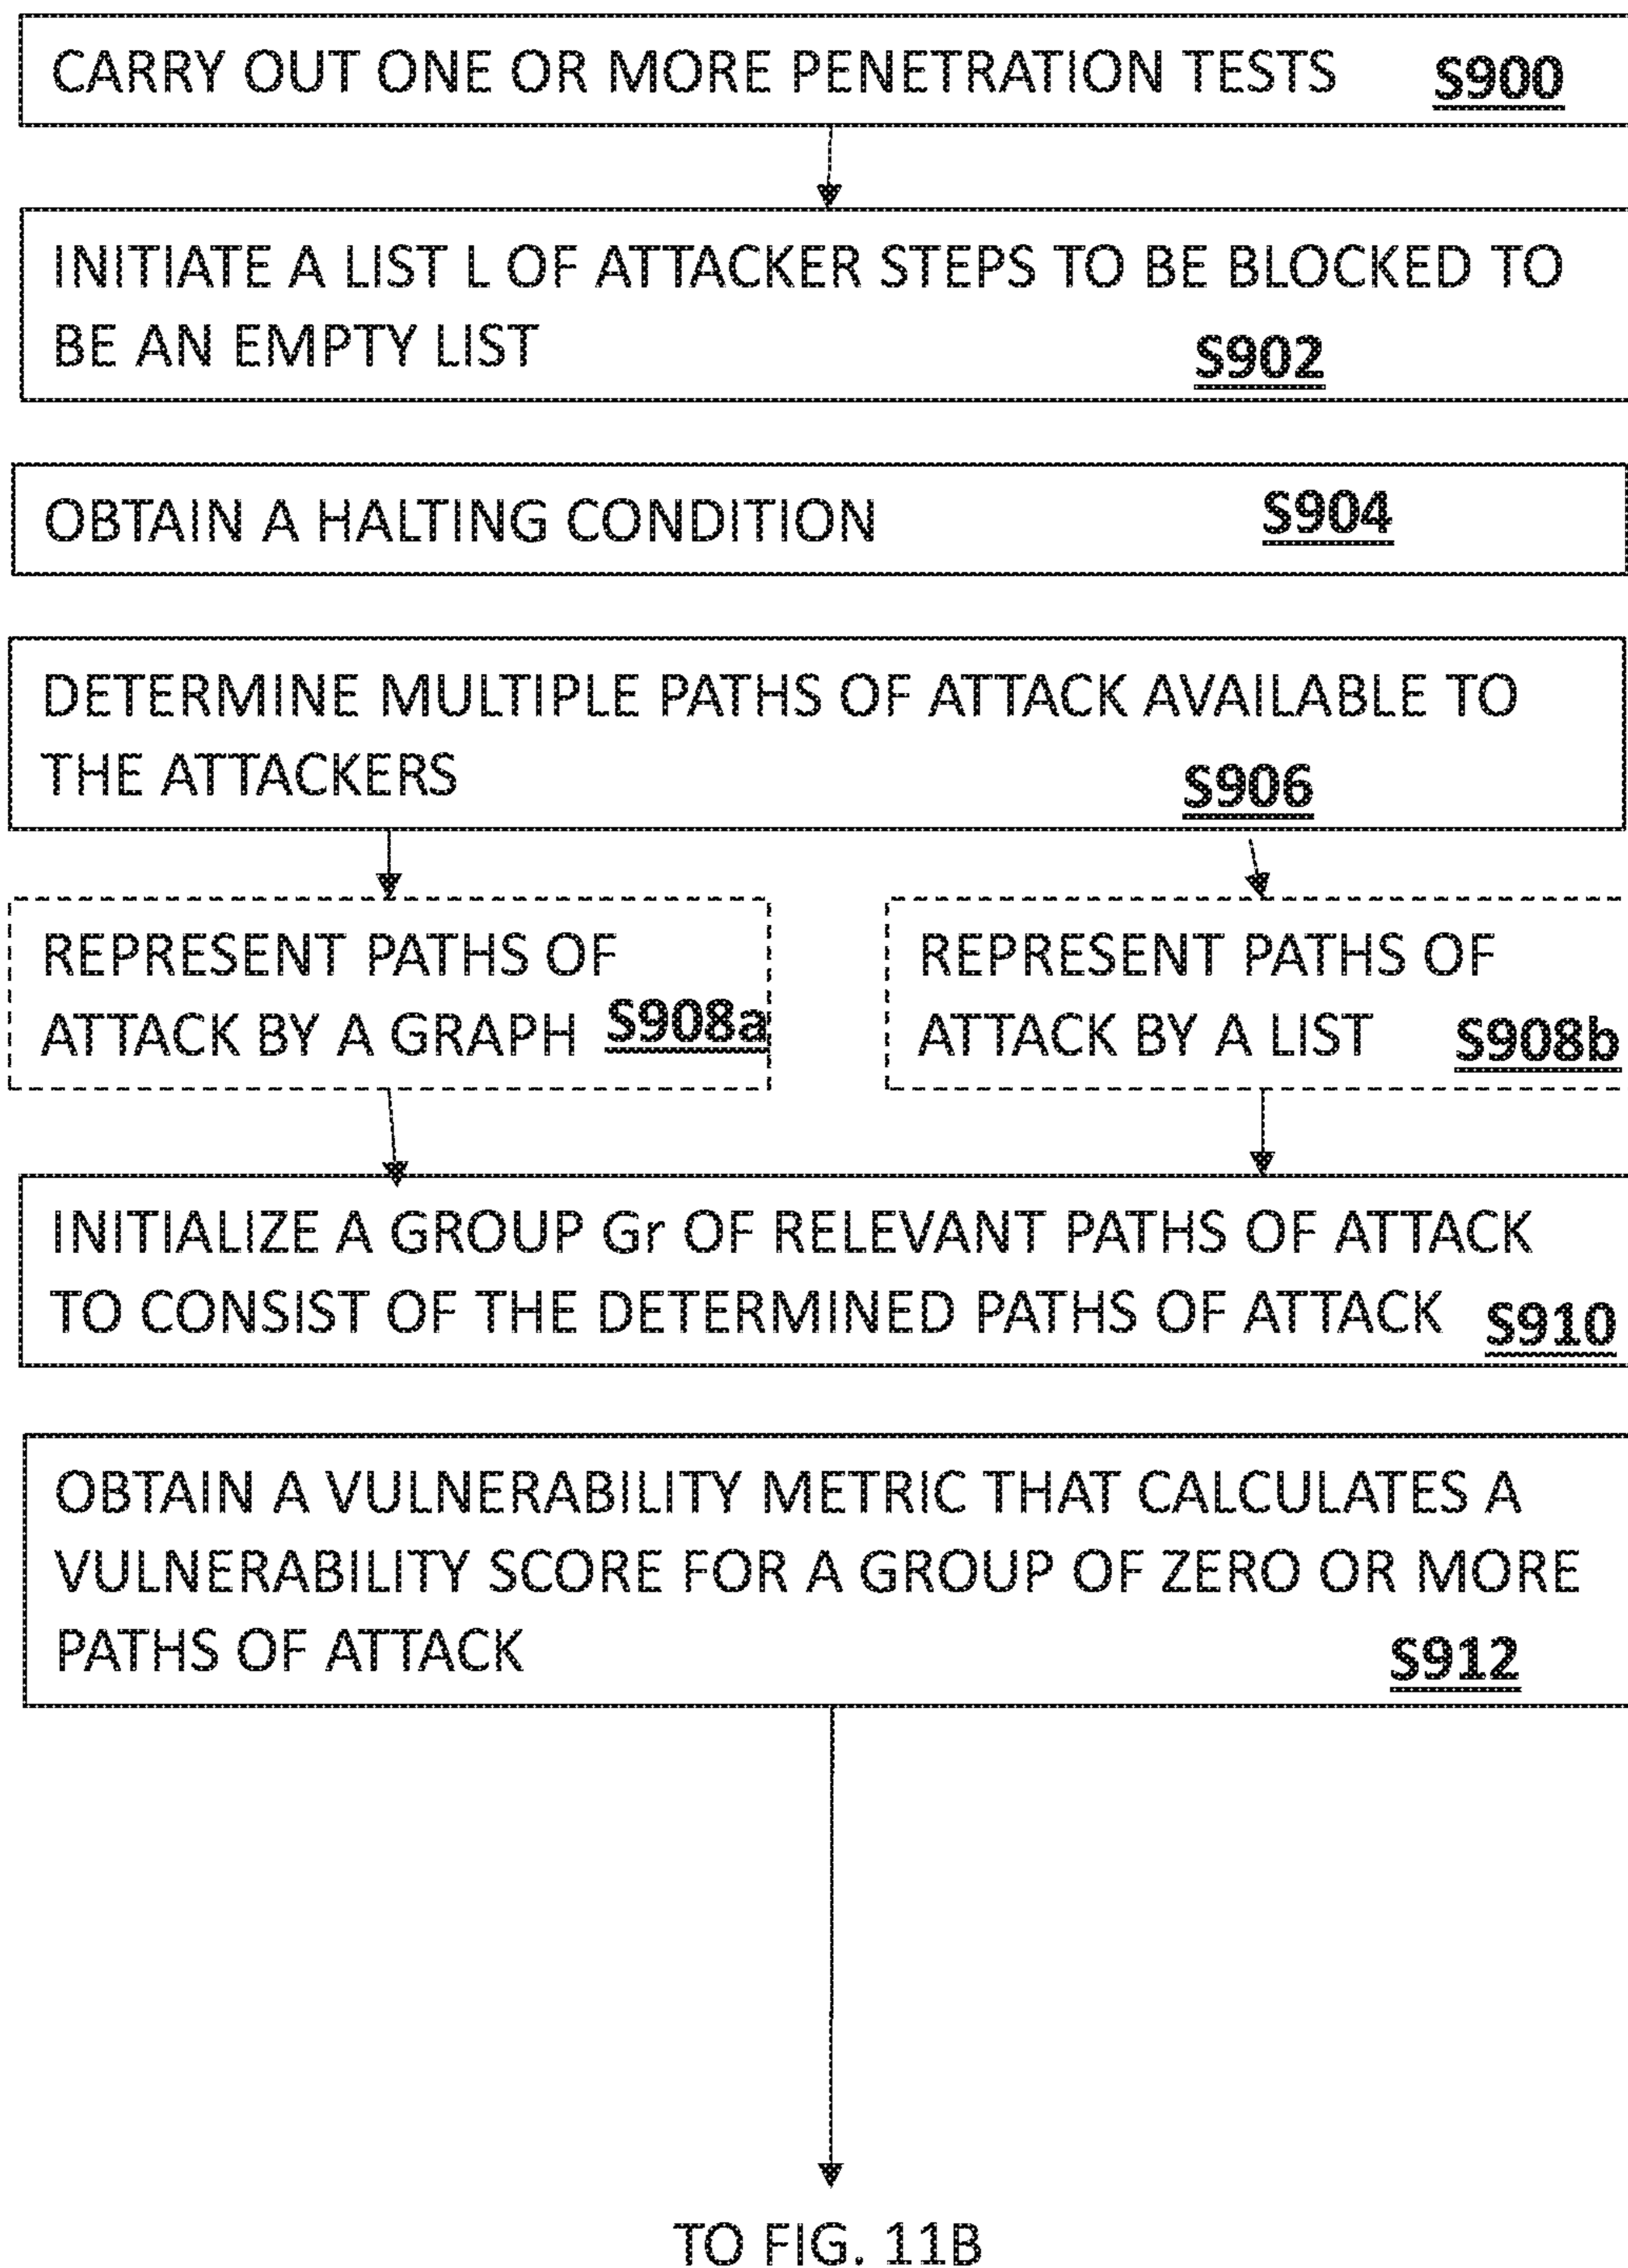 CARRY OUT ONE OR MORE PENETRATION TESTS S900
INITIATE A LIST L OF ATTACKER STEPS TO BE BLOCKED TO
BE AN EMPTY LIST S902
OBTAIN A HALTING CONDITION S904
DETERMINE MULTIPLE PATHS OF ATTACK AVAILABLE TO
THE ATTACKERS S906
REPRESENT PATHS OF
ATTACK BY A GRAPH S908a
REPRESENT PATHS OF
ATTACK BY A LIST S908b
INITIALIZE A GROUP Gr OF RELEVANT PATHS OF ATTACK
TO CONSIST OF THE DETERMINED PATHS OF ATTACK S910
OBTAIN A VULNERABILITY METRIC THAT CALCULATES A
VULNERABILITY SCORE FOR A GROUP OF ZERO OR MORE
PATHS OF ATTACK S912
TO FIG. 11B